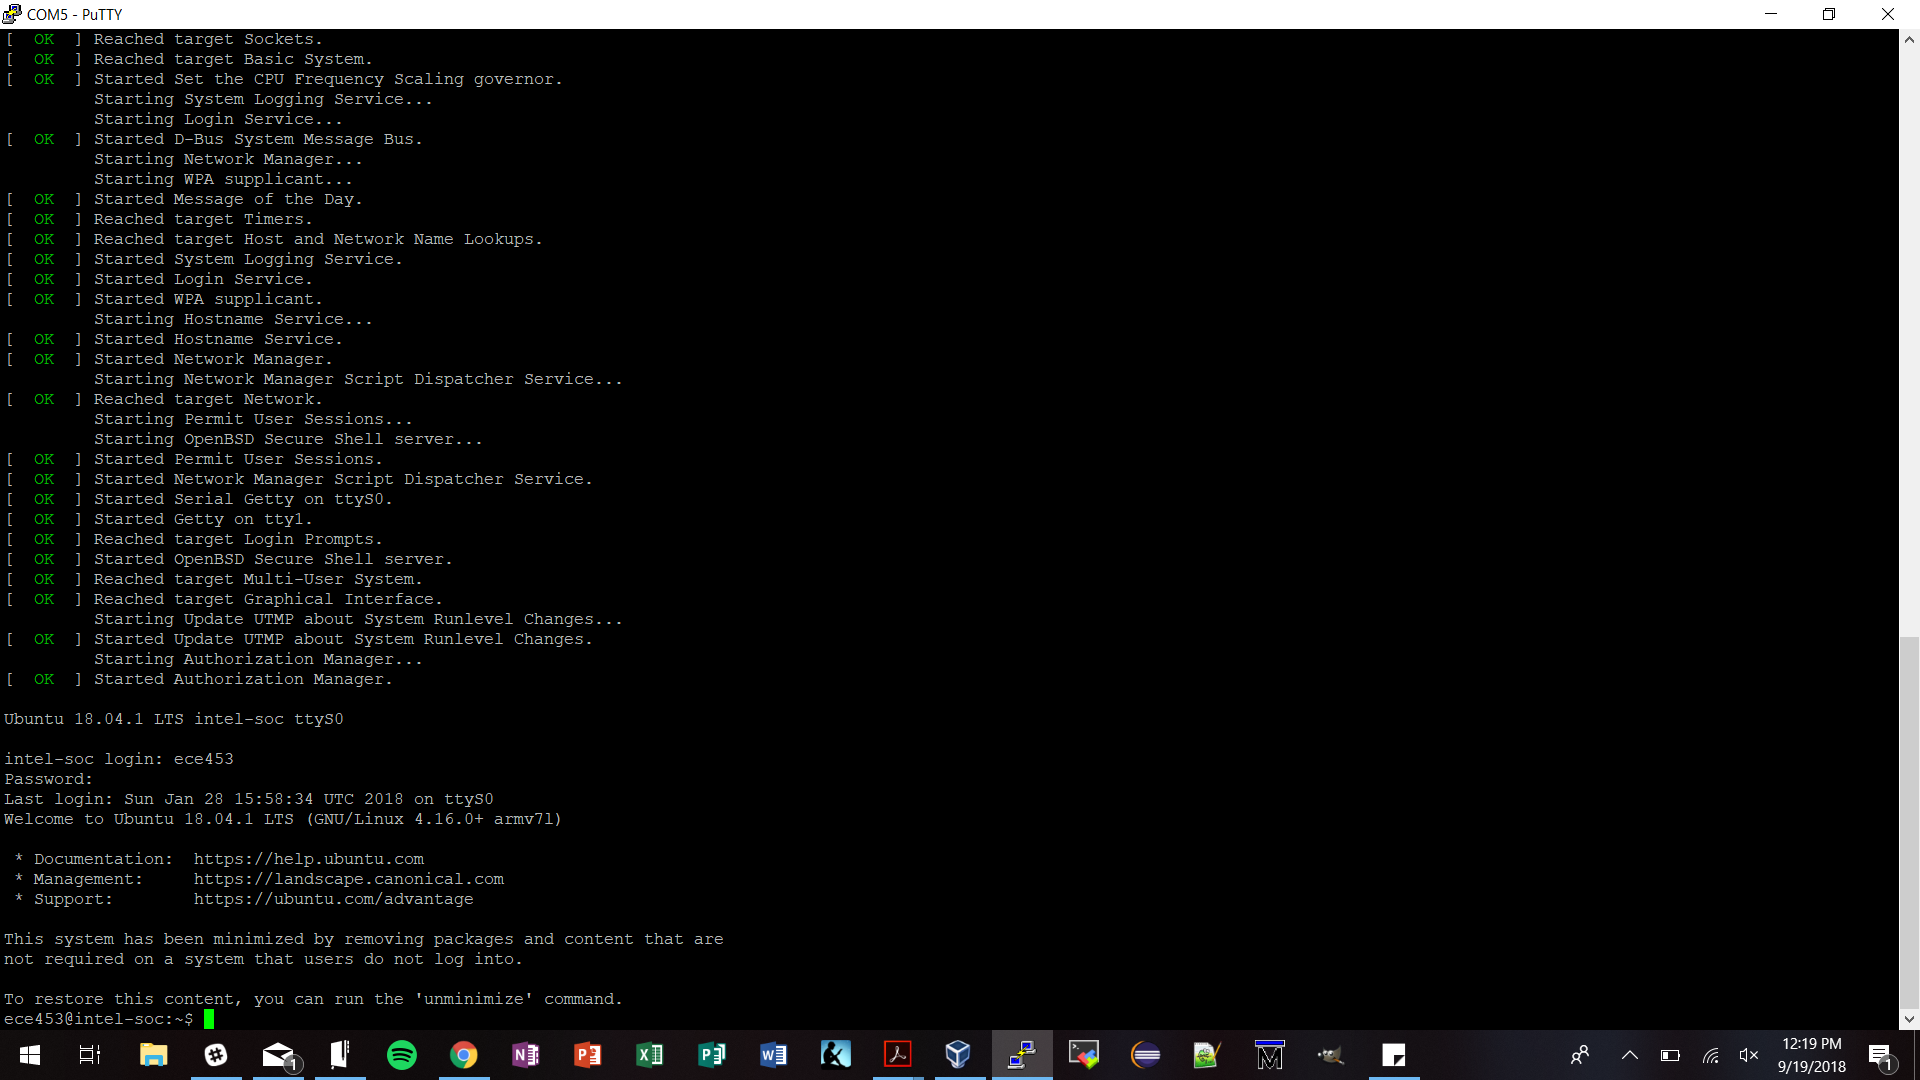 COM5 - PuTTY
[  OK  ] Reached target Sockets.
[  OK  ] Reached target Basic System.
[  OK  ] Started Set the CPU Frequency Scaling governor.
Starting System Logging Service...
Starting Login Service...
[  OK  ] Started D-Bus System Message Bus.
Starting Network Manager...
Starting WPA supplicant...
[  OK  ] Started Message of the Day.
[  OK  ] Reached target Timers.
[  OK  ] Reached target Host and Network Name Lookups.
[  OK  ] Started System Logging Service.
[  OK  ] Started Login Service.
[  OK  ] Started WPA supplicant.
Starting Hostname Service...
[  OK  ] Started Hostname Service.
[  OK  ] Started Network Manager.
Starting Network Manager Script Dispatcher Service...
[  OK  ] Reached target Network.
Starting Permit User Sessions...
Starting OpenBSD Secure Shell server...
[  OK  ] Started Permit User Sessions.
[  OK  ] Started Network Manager Script Dispatcher Service.
[  OK  ] Started Serial Getty on ttyS0.
[  OK  ] Started Getty on tty1.
[  OK  ] Reached target Login Prompts.
[  OK  ] Started OpenBSD Secure Shell server.
[  OK  ] Reached target Multi-User System.
[  OK  ] Reached target Graphical Interface.
Starting Update UTMP about System Runlevel Changes...
[  OK  ] Started Update UTMP about System Runlevel Changes.
Starting Authorization Manager...
[  OK  ] Started Authorization Manager.
Ubuntu 18.04.1 LTS intel-soc ttyS0
intel-soc login: ece453
Password:
Last login: Sun Jan 28 15:58:34 UTC 2018 on ttyS0
Welcome to Ubuntu 18.04.1 LTS (GNU/Linux 4.16.0+ armv7l)
* Documentation:  https://help.ubuntu.com
* Management:     https://landscape.canonical.com
* Support:        https://ubuntu.com/advantage
This system has been minimized by removing packages and content that are
not required on a system that users do not log into.
To restore this content, you can run the 'unminimize' command.
ece453@intel-soc:~$
1
N
P
X
P
W
M
12:19 PM
9/19/2018
1